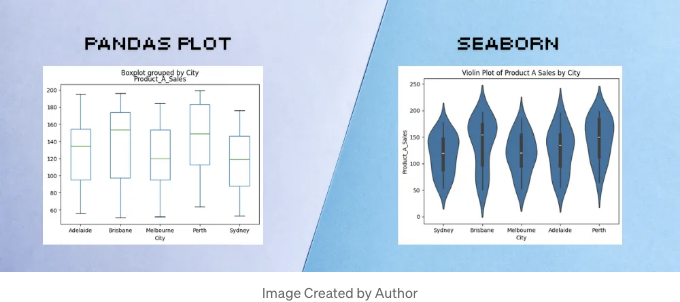 PANDAS PLOT
Boxplot grouped by City
Product_A_Sales
200
180
160
140
120
100
80
60
Adelaide Brisbane Melbourne Perth Sydney
City
SEABORN
Violin Plot of Product A Sales by City
Product_A_Sales
250
200
150
100
50
0
Sydney Brisbane Melbourne Adelaide Perth
City
Image Created by Author